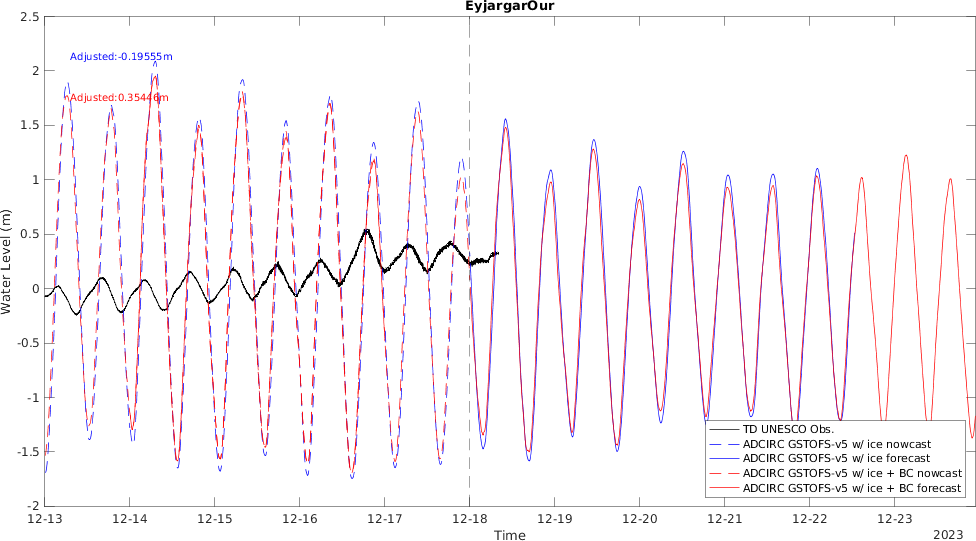 EyjargarOur
Adjusted:-0.19555m
Adjusted:0.35446m
Water Level (m)
2.5
2
1.5
1
0.5
0
-0.5
-1
-1.5
-2
TD UNESCO Obs.
ADCIRC GSTOFS-v5 w/ ice nowcast
ADCIRC GSTOFS-v5 w/ ice forecast
ADCIRC GSTOFS-v5 w/ ice + BC nowcast
ADCIRC GSTOFS-v5 w/ ice + BC forecast
12-13 12-14 12-15 12-16 12-17 12-18 12-19 12-20 12-21 12-22 12-23
Time
2023